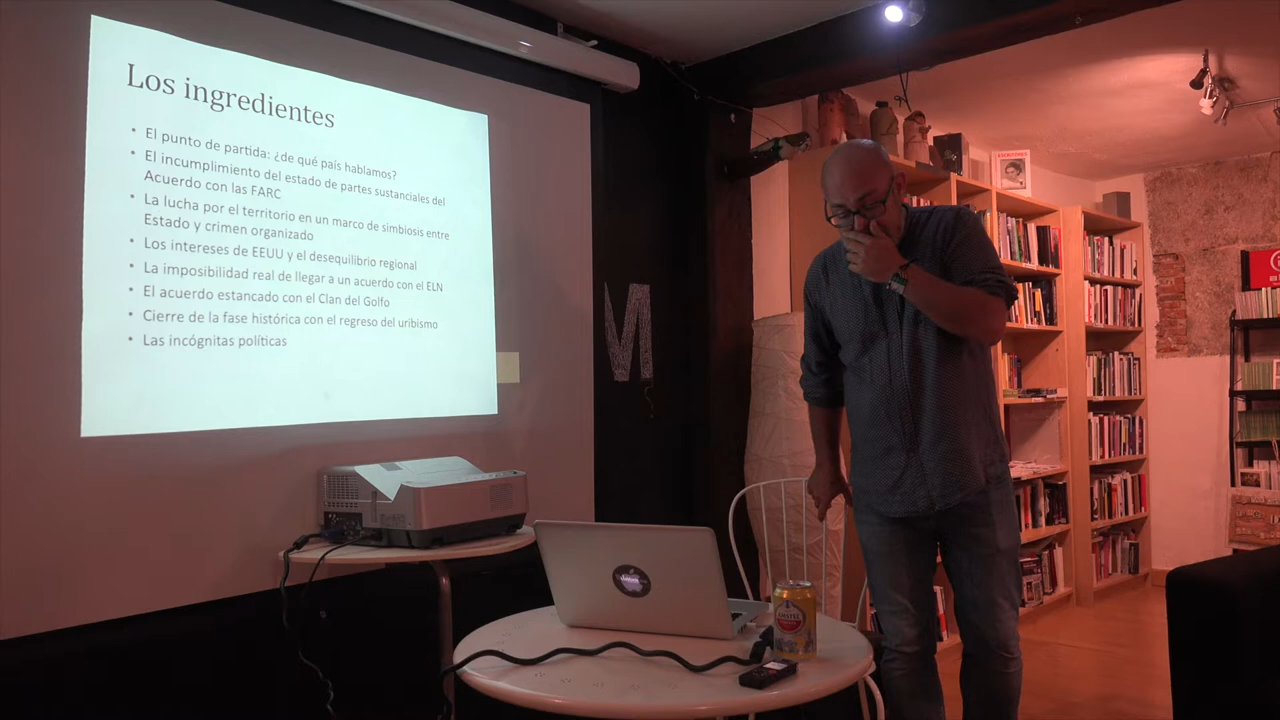 Los ingredientes
• El punto de partida: ¿de qué país hablamos?
• El incumplimiento del estado de partes sustanciales del
Acuerdo con las FARC
• La lucha por el territorio en un marco de simbiosis entre
Estado y crimen organizado
• Los intereses de EEUU y el desequilibrio regional
• La imposibilidad real de llegar a un acuerdo con el ELN
• El acuerdo estancado con el Clan del Golfo
• Cierre de la fase histórica con el regreso del uribismo
• Las incógnitas políticas
M
AMSTEL